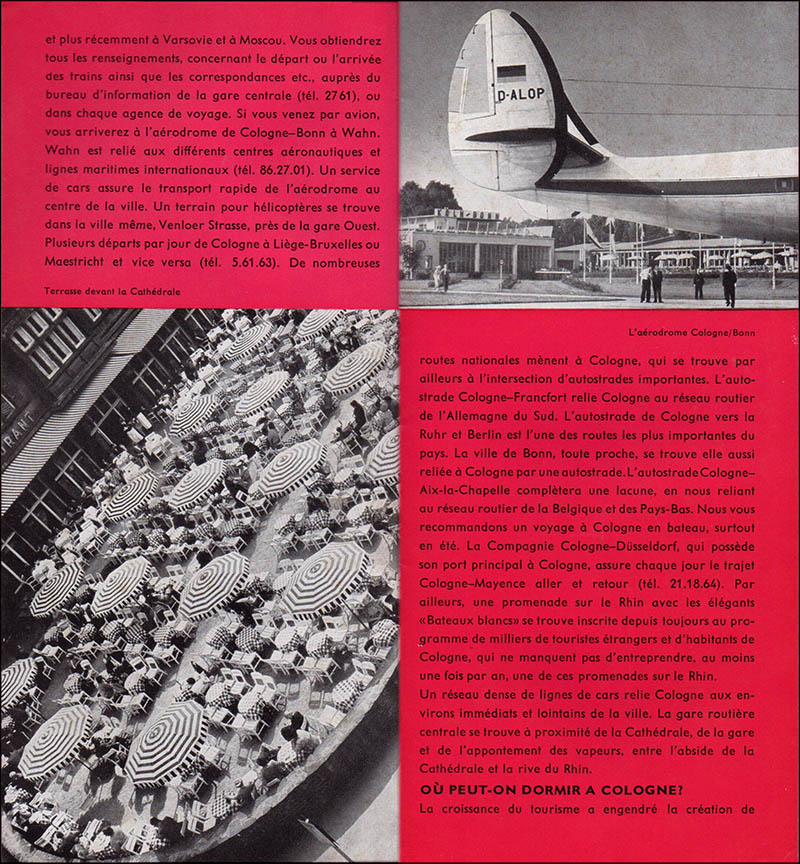 et plus récemment à Varsovie et à Moscou. Vous obtiendrez
tous les renseignements, concernant le départ ou l'arrivée
des trains ainsi que les correspondances etc., auprès du
bureau d'information de la gare centrale (tél. 2761), ou
dans chaque agence de voyage. Si vous venez par avion,
vous arriverez à l'aérodrome de Cologne–Bonn à Wahn.
Wahn est relié aux différents centres aéronautiques et
lignes maritimes internationaux (tél. 86.27.01). Un service
de cars assure le transport rapide de l'aérodrome au
centre de la ville. Un terrain pour hélicoptères se trouve
dans la ville même, Venloer Strasse, près de la gare Ouest.
Plusieurs départs par jour de Cologne à Liège-Bruxelles ou
Maestricht et vice versa (tél. 5.61.63). De nombreuses
Terrasse devant la Cathédrale
RANT
D-ALOP
KÖLN-BONN
L'aérodrome Cologne/Bonn
routes nationales mènent à Cologne, qui se trouve par
ailleurs à l'intersection d'autostrades importantes. L'auto-
strade Cologne–Francfort relie Cologne au réseau routier
de l'Allemagne du Sud. L'autostrade de Cologne vers la
Ruhr et Berlin est l'une des routes les plus importantes du
pays. La ville de Bonn, toute proche, se trouve elle aussi
reliée à Cologne par une autostrade. L'autostrade Cologne–
Aix-la-Chapelle complètera une lacune, en nous reliant
au réseau routier de la Belgique et des Pays-Bas. Nous vous
recommandons un voyage à Cologne en bateau, surtout
en été. La Compagnie Cologne–Düsseldorf, qui possède
son port principal à Cologne, assure chaque jour le trajet
Cologne–Mayence aller et retour (tél. 21.18.64). Par
ailleurs, une promenade sur le Rhin avec les élégants
«Bateaux blancs» se trouve inscrite depuis toujours au pro-
gramme de milliers de touristes étrangers et d'habitants de
Cologne, qui ne manquent pas d'entreprendre, au moins
une fois par an, une de ces promenades sur le Rhin.
Un réseau dense de lignes de cars relie Cologne aux en-
virons immédiats et lointains de la ville. La gare routière
centrale se trouve à proximité de la Cathédrale, de la gare
et de l'appontement des vapeurs, entre l'abside de la
Cathédrale et la rive du Rhin.
OÙ PEUT-ON DORMIR A COLOGNE?
La croissance du tourisme a engendré la création de